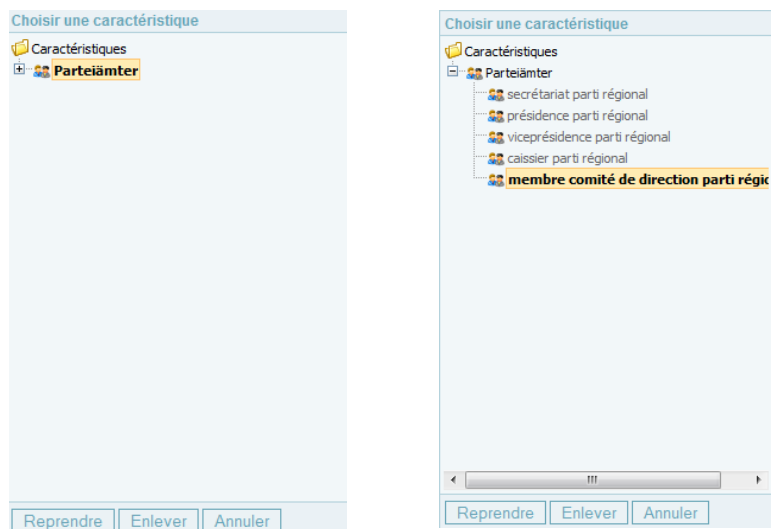 Choisir une caractéristique
Caractéristiques
Parteiämter
Reprendre Enlever Annuler
Choisir une caractéristique
Caractéristiques
Parteiämter
secrétariat parti régional
présidence parti régional
viceprésidence parti régional
caissier parti régional
membre comité de direction parti régio
Reprendre Enlever Annuler